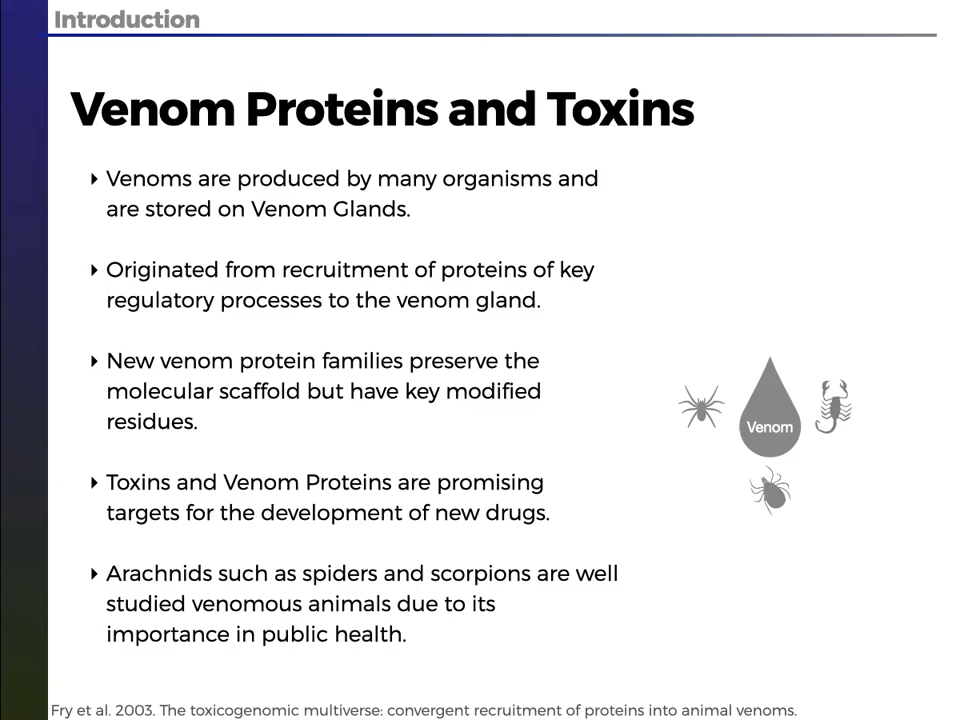 Introduction
Venom Proteins and Toxins
Venoms are produced by many organisms and
are stored on Venom Glands.
Originated from recruitment of proteins of key
regulatory processes to the venom gland.
New venom protein families preserve the
molecular scaffold but have key modified
residues.
Toxins and Venom Proteins are promising
targets for the development of new drugs.
Arachnids such as spiders and scorpions are well
studied venomous animals due to its
importance in public health.
Venom
Fry et al. 2003. The toxicogenomic multiverse: convergent recruitment of proteins into animal venoms.